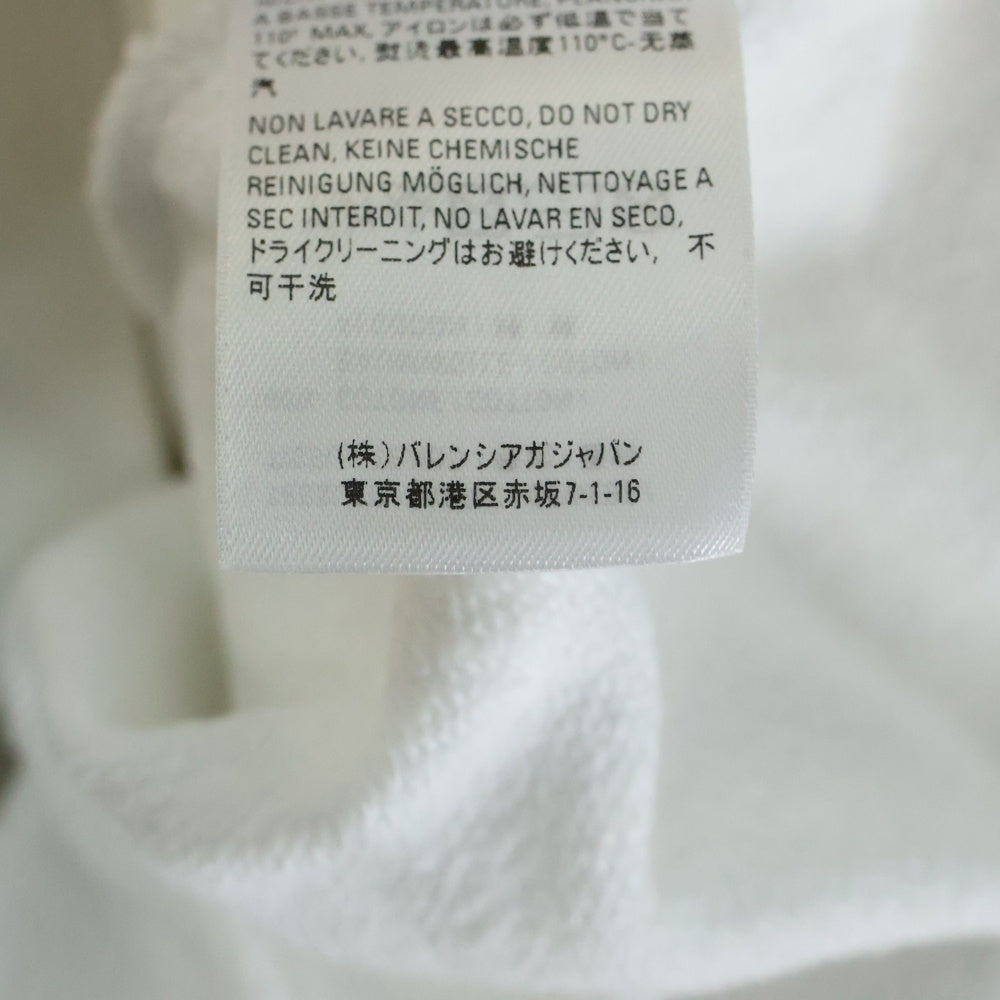 A BASSE TEMPERATURE,
110° MAX, アイロンは必ず低温で当て
てください, 熨烫最高温度110°C-无蒸
汽
NON LAVARE A SECCO, DO NOT DRY
CLEAN, KEINE CHEMISCHE
REINIGUNG MÖGLICH, NETTOYAGE A
SEC INTERDIT, NO LAVAR EN SECO,
ドライクリーニングはお避けください, 不
可干洗
(株)バレンシアガジャパン
東京都港区赤坂7-1-16